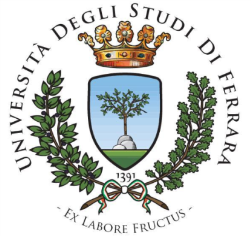 UNIVERSITÀ DEGLI STUDI DI FERRARA
1391
- EX LABORE FRUCTUS -